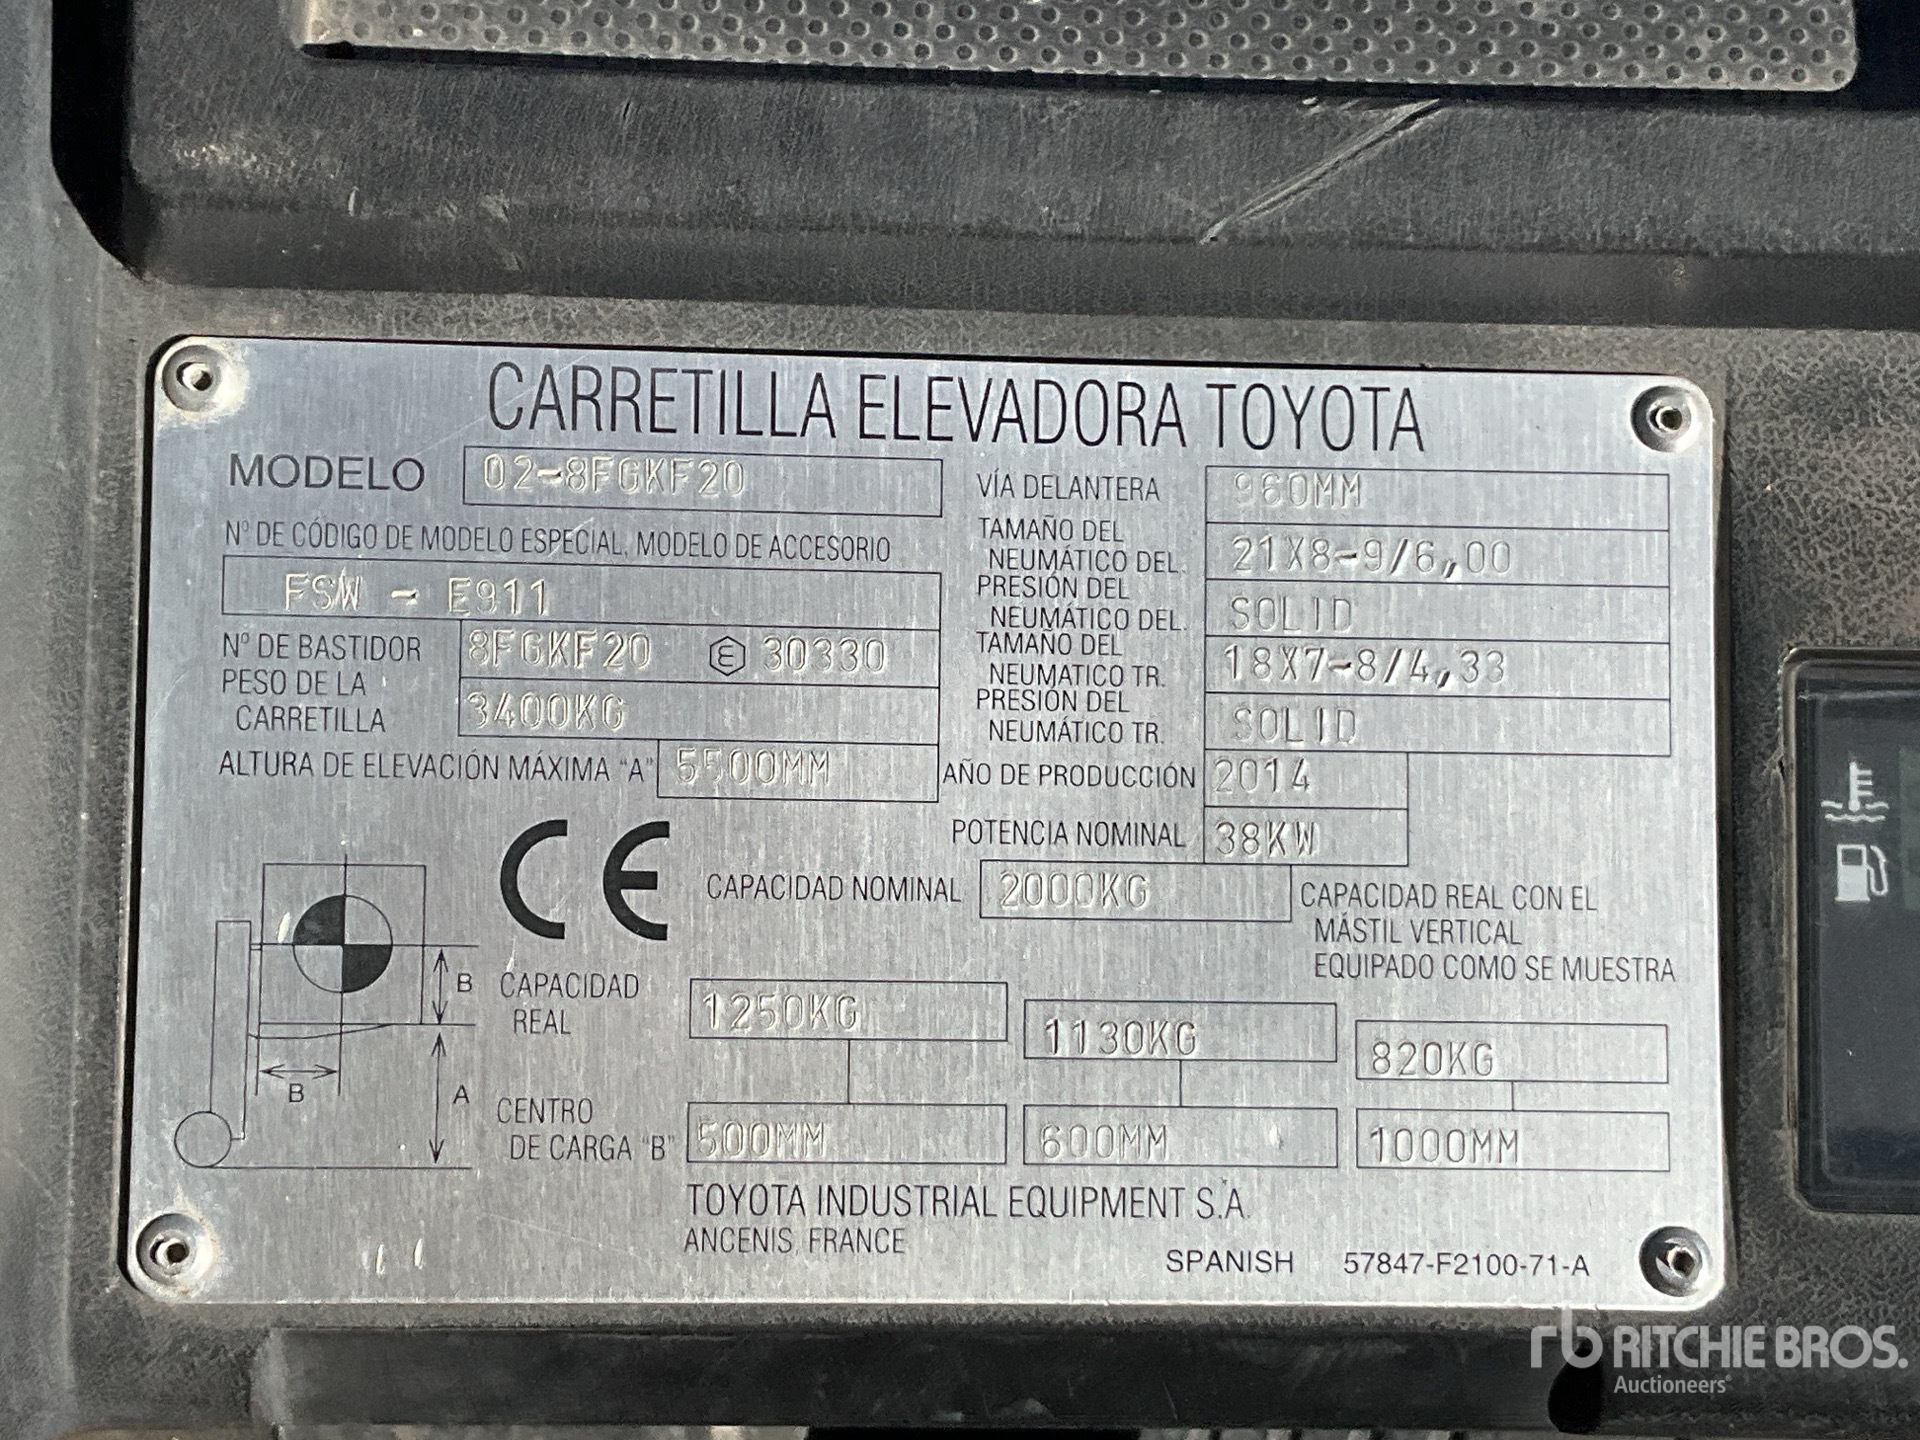 CARRETILLA ELEVADORA TOYOTA
MODELO 02-8FGKF20
Nº DE CÓDIGO DE MODELO ESPECIAL, MODELO DE ACCESORIO
FSW - E911
Nº DE BASTIDOR 8FGKF20 E 30330
PESO DE LA
CARRETILLA 3400KG
ALTURA DE ELEVACIÓN MÁXIMA "A" 5500MM
VÍA DELANTERA 960MM
TAMAÑO DEL
NEUMÁTICO DEL. 21X8-9/6,00
PRESIÓN DEL
NEUMÁTICO DEL. SOLID
TAMAÑO DEL
NEUMATICO TR. 18X7-8/4,33
PRESIÓN DEL
NEUMÁTICO TR. SOLID
AÑO DE PRODUCCIÓN 2014
POTENCIA NOMINAL 38KW
CE
CAPACIDAD NOMINAL 2000KG
CAPACIDAD REAL CON EL
MÁSTIL VERTICAL
EQUIPADO COMO SE MUESTRA
B
B
A
CAPACIDAD
REAL 1250KG 1130KG 820KG
CENTRO
DE CARGA "B" 500MM 600MM 1000MM
TOYOTA INDUSTRIAL EQUIPMENT S.A.
ANCENIS, FRANCE
SPANISH 57847-F2100-71-A
rb RITCHIE BROS.
Auctioneers